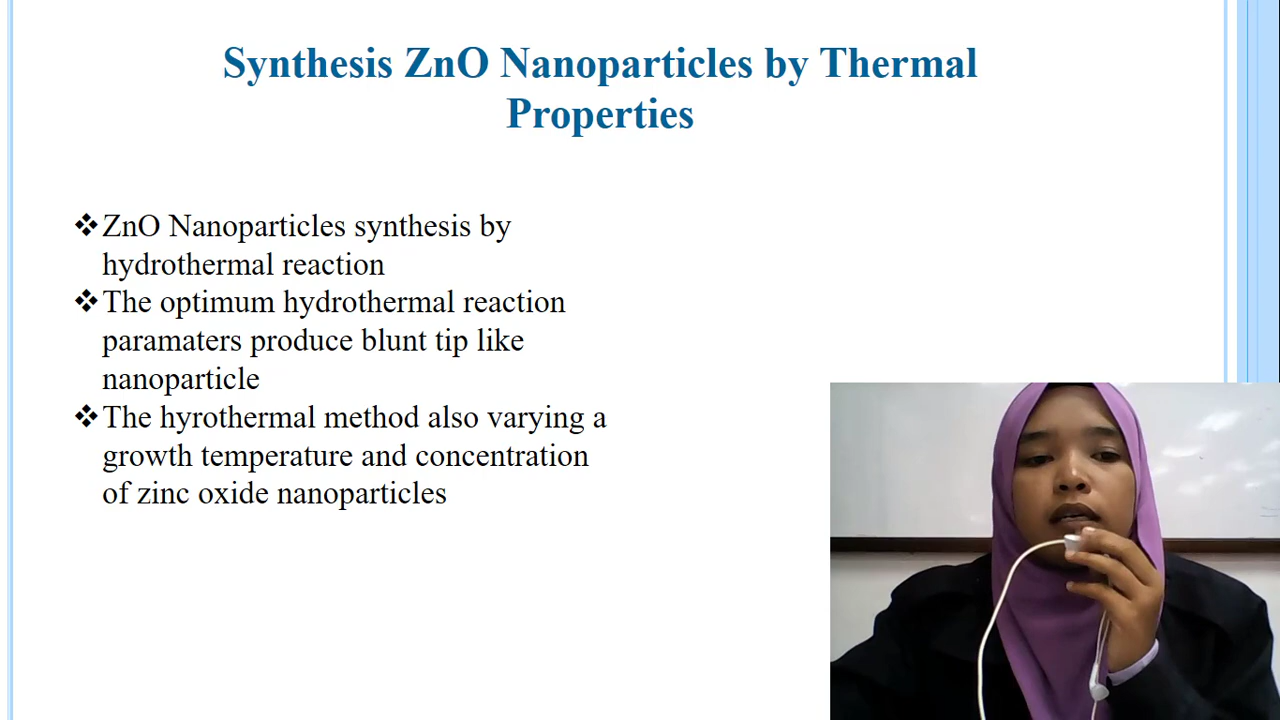 Synthesis ZnO Nanoparticles by Thermal
Properties
❖ZnO Nanoparticles synthesis by
hydrothermal reaction
❖The optimum hydrothermal reaction
paramaters produce blunt tip like
nanoparticle
❖The hyrothermal method also varying a
growth temperature and concentration
of zinc oxide nanoparticles